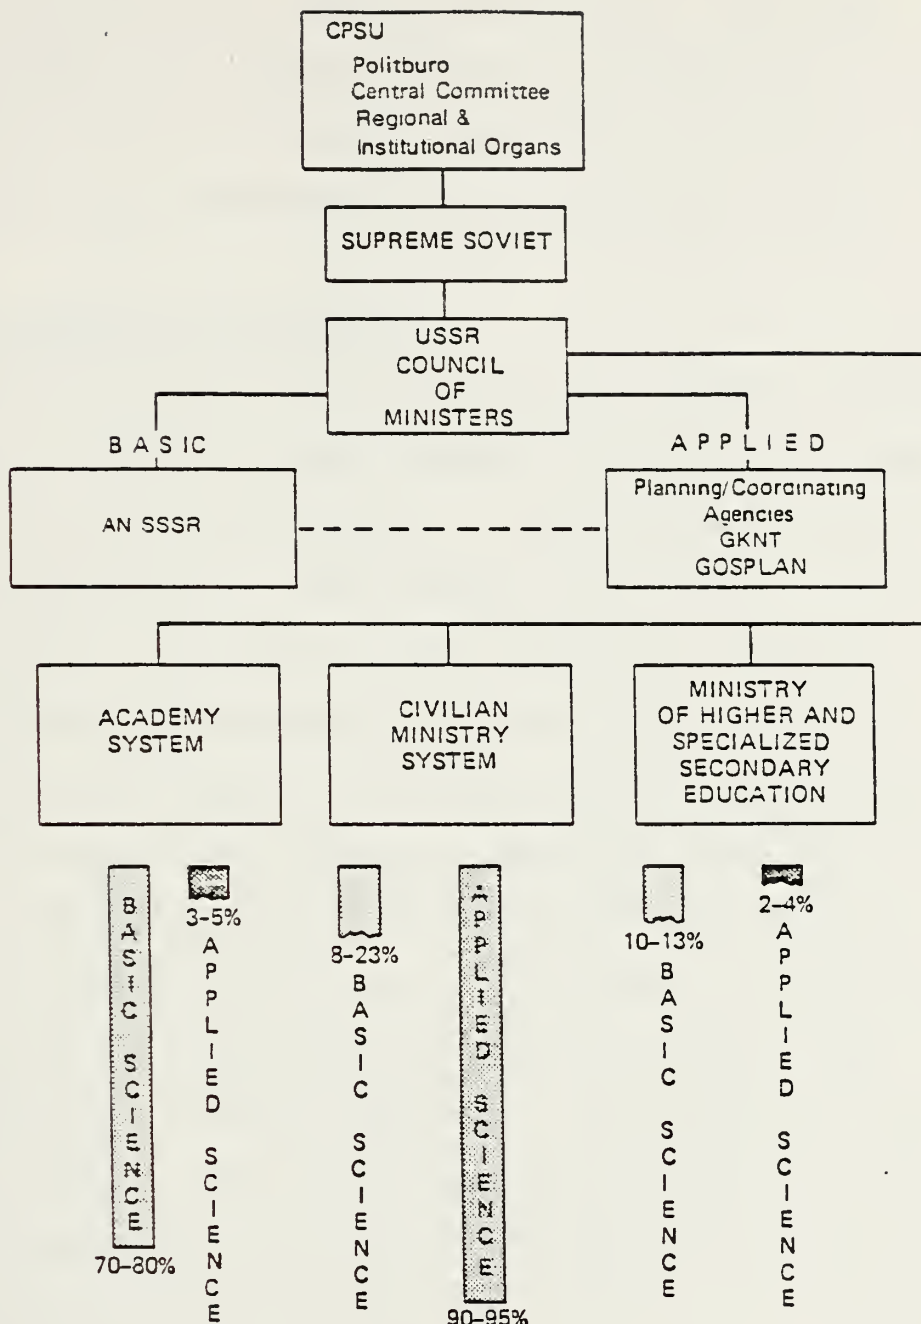 CPSU
Politburo
Central Committee
Regional &
Institutional Organs
SUPREME SOVIET
USSR
COUNCIL
OF
MINISTERS
BASIC
APPLIED
AN SSSR
Planning/Coordinating
Agencies
GKNT
GOSPLAN
ACADEMY
SYSTEM
CIVILIAN
MINISTRY
SYSTEM
MINISTRY
OF HIGHER AND
SPECIALIZED
SECONDARY
EDUCATION
BASIC SCIENCE
70-80%
3-5%
APPLIED SCIENCE
8-23%
BASIC SCIENCE
APPLIED SCIENCE
90-95%
10-13%
BASIC SCIENCE
2-4%
APPLIED SCIENCE